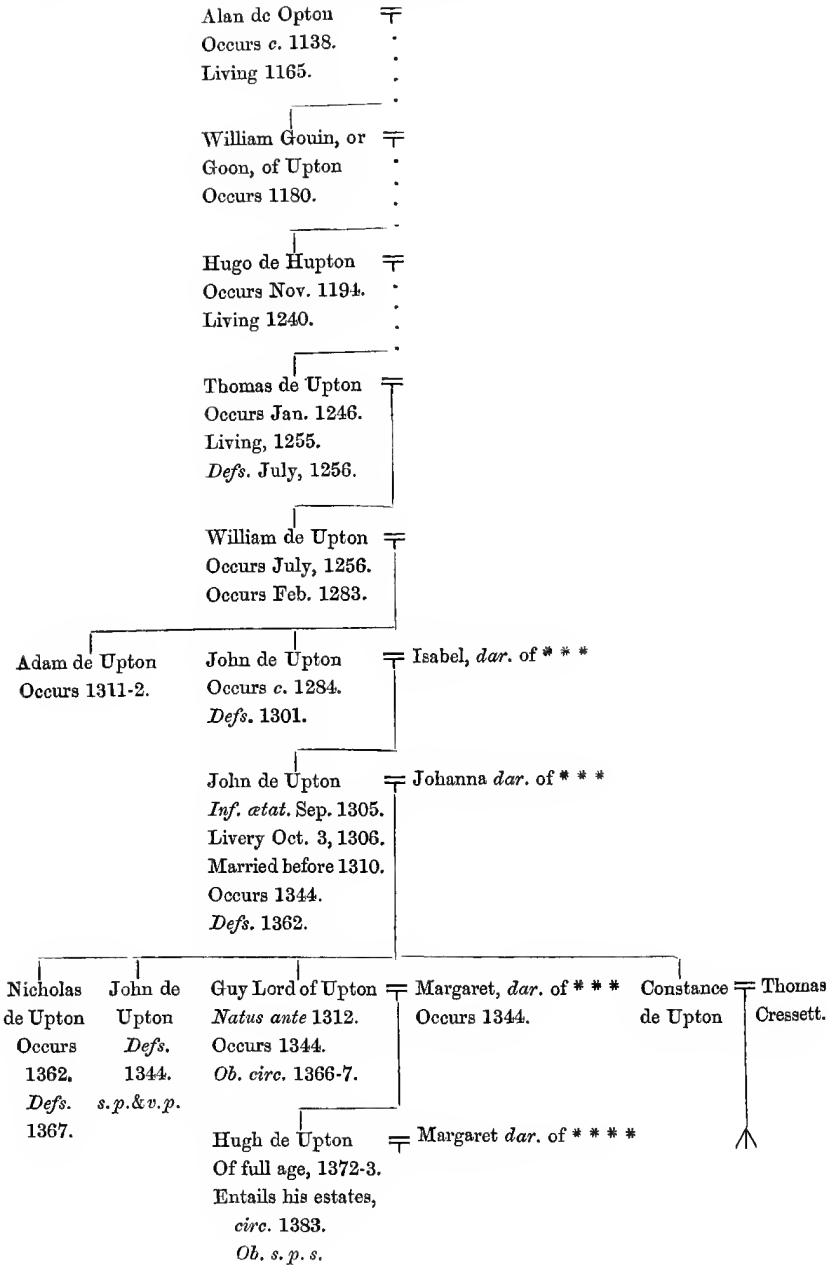 Alan de Opton
Occurs c. 1138.
Living 1165.
William Gouin, or
Goon, of Upton
Occurs 1180.
Hugo de Hupton
Occurs Nov. 1194.
Living 1240.
Thomas de Upton
Occurs Jan. 1246.
Living, 1255.
Defs. July, 1256.
William de Upton
Occurs July, 1256.
Occurs Feb. 1283.
Adam de Upton
Occurs 1311-2.
John de Upton
Occurs c. 1284.
Defs. 1301.
Isabel, dar. of * * *
John de Upton
Inf. ætat. Sep. 1305.
Livery Oct. 3, 1306.
Married before 1310.
Occurs 1344.
Defs. 1362.
Johanna dar. of * * *
Nicholas
de Upton
Occurs
1362.
Defs.
1367.
John de
Upton
Defs.
1344.
s.p. & v.p.
Guy Lord of Upton
Natus ante 1312.
Occurs 1344.
Ob. circ. 1366-7.
Margaret, dar. of * * *
Occurs 1344.
Constance
de Upton
Thomas
Cressett.
Hugh de Upton
Of full age, 1372-3.
Entails his estates,
circ. 1383.
Ob. s. p. s.
Margaret dar. of * * * *